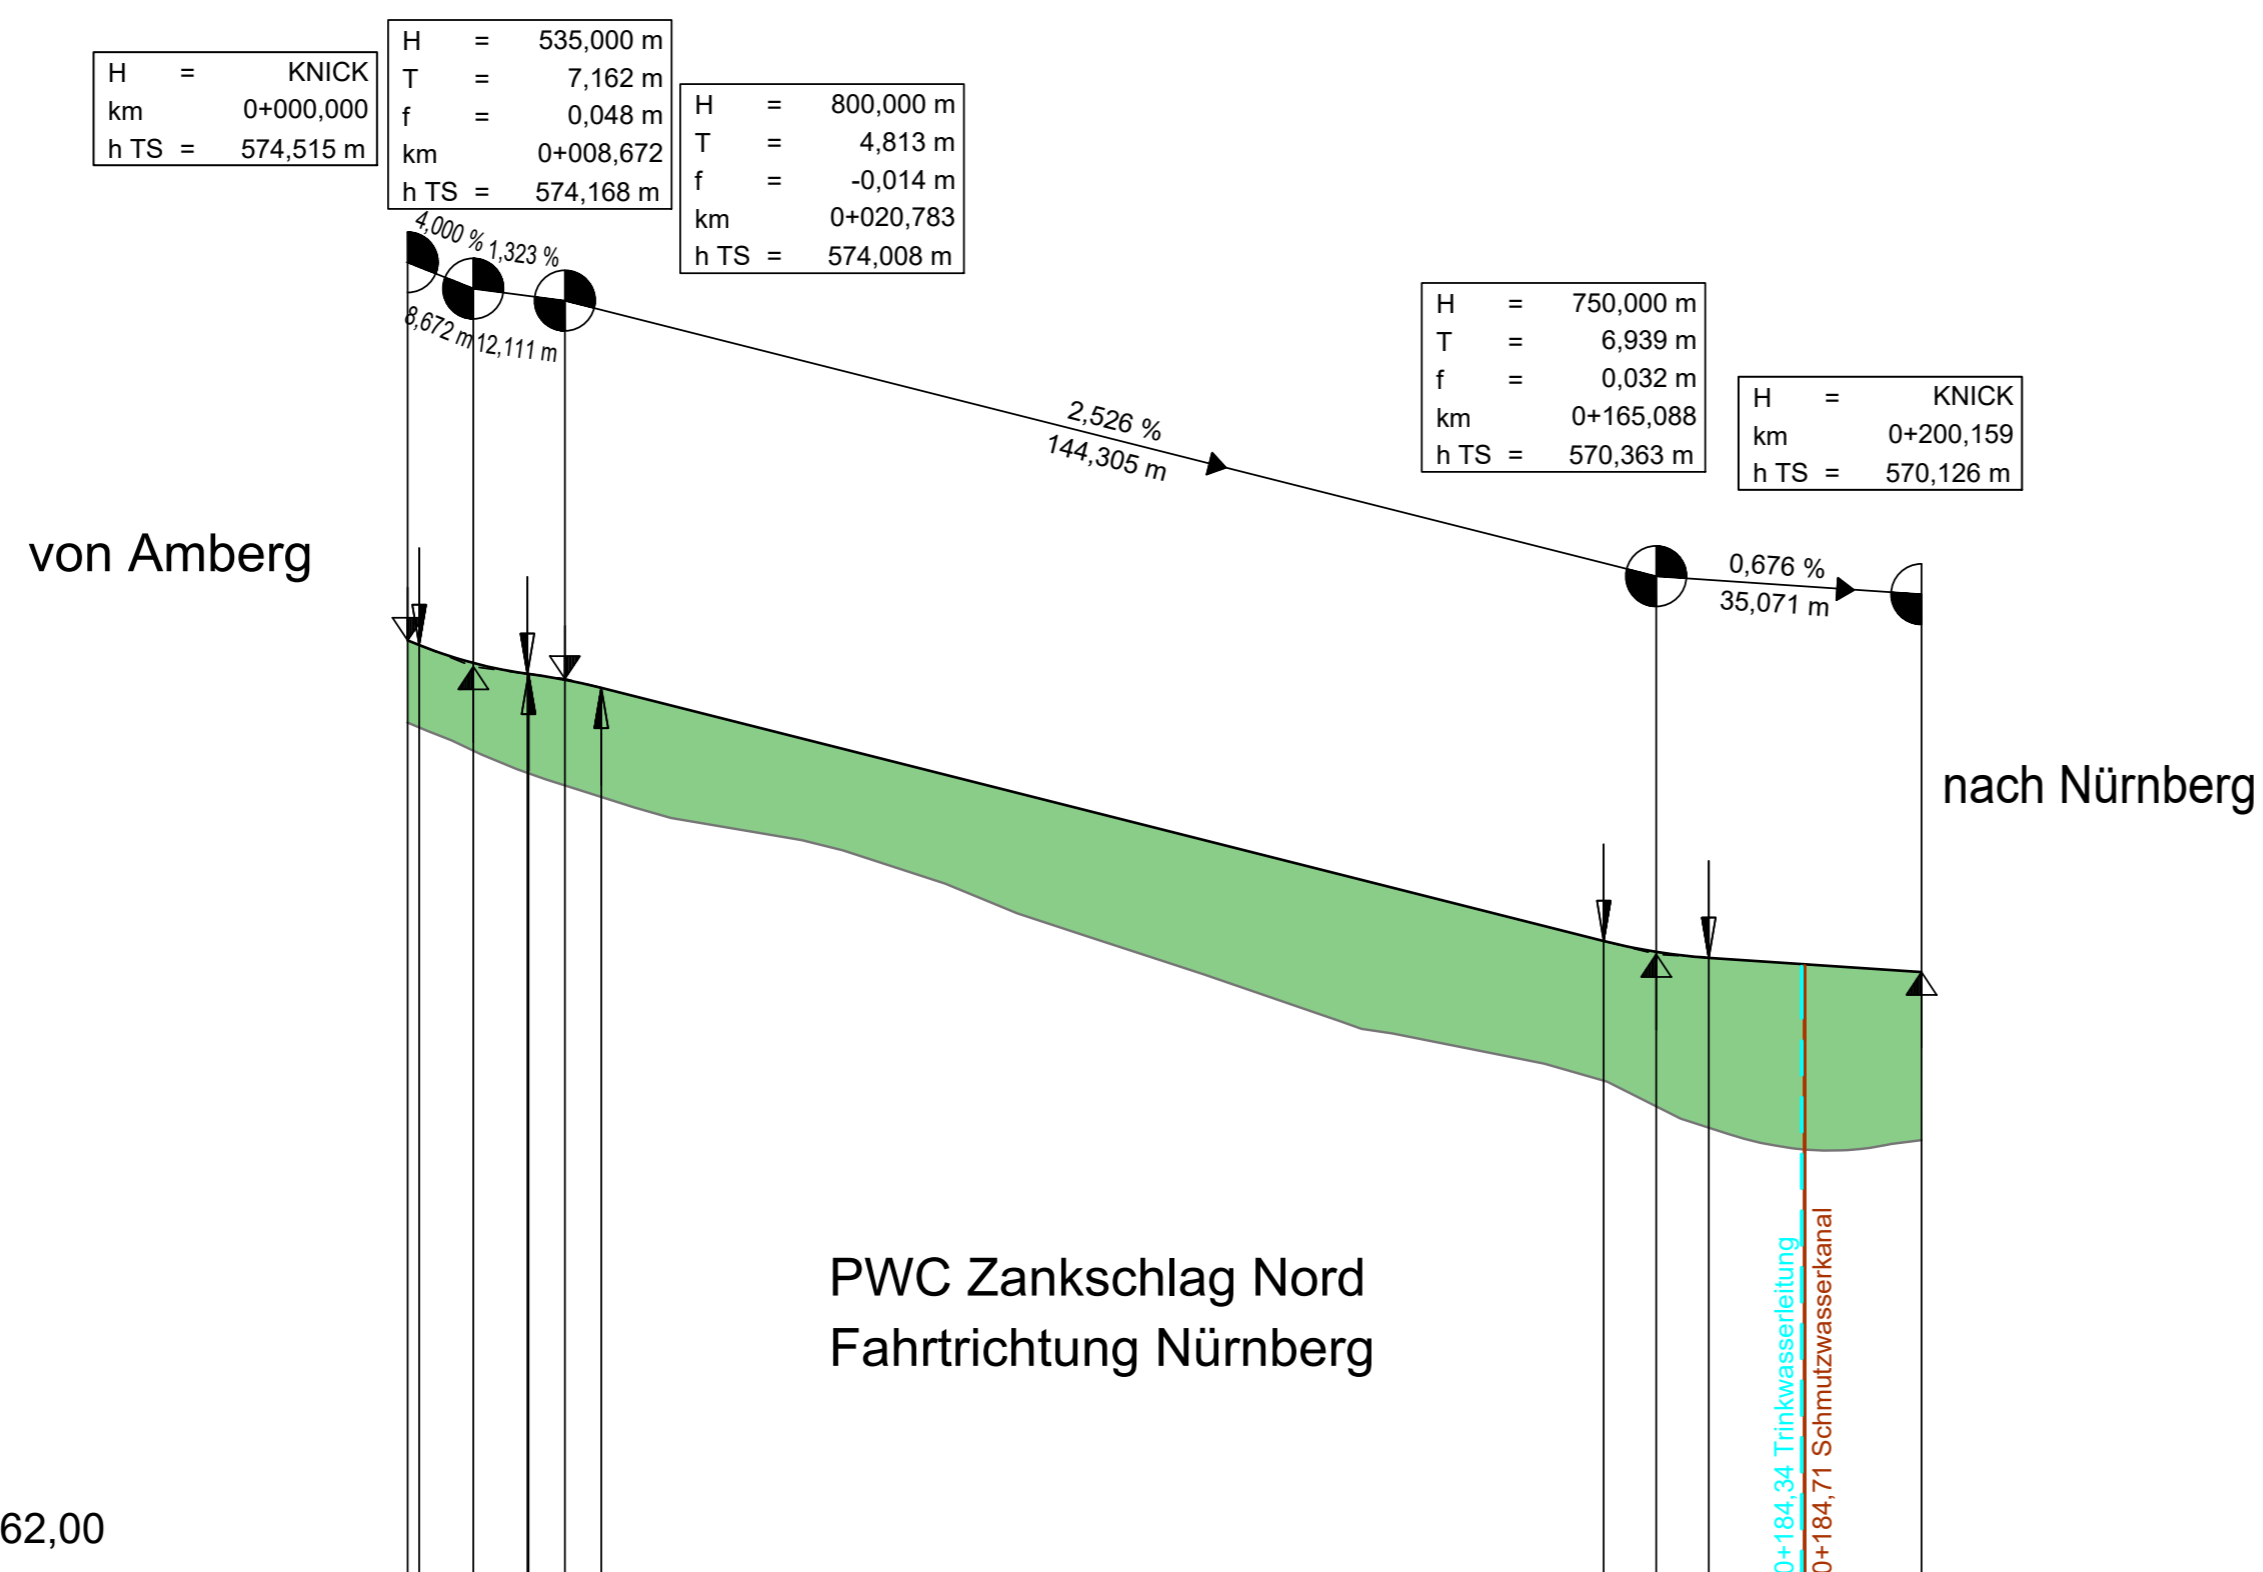 H = KNICK
km 0+000,000
h TS = 574,515 m
H = 535,000 m
T = 7,162 m
f = 0,048 m
km 0+008,672
h TS = 574,168 m
H = 800,000 m
T = 4,813 m
f = -0,014 m
km 0+020,783
h TS = 574,008 m
4,000 %
1,323 %
8,672 m
12,111 m
2,526 %
144,305 m
H = 750,000 m
T = 6,939 m
f = 0,032 m
km 0+165,088
h TS = 570,363 m
H = KNICK
km 0+200,159
h TS = 570,126 m
0,676 %
35,071 m
von Amberg
nach Nürnberg
PWC Zankschlag Nord
Fahrtrichtung Nürnberg
0+184,34 Trinkwasserleitung
0+184,71 Schmutzwasserkanal
62,00